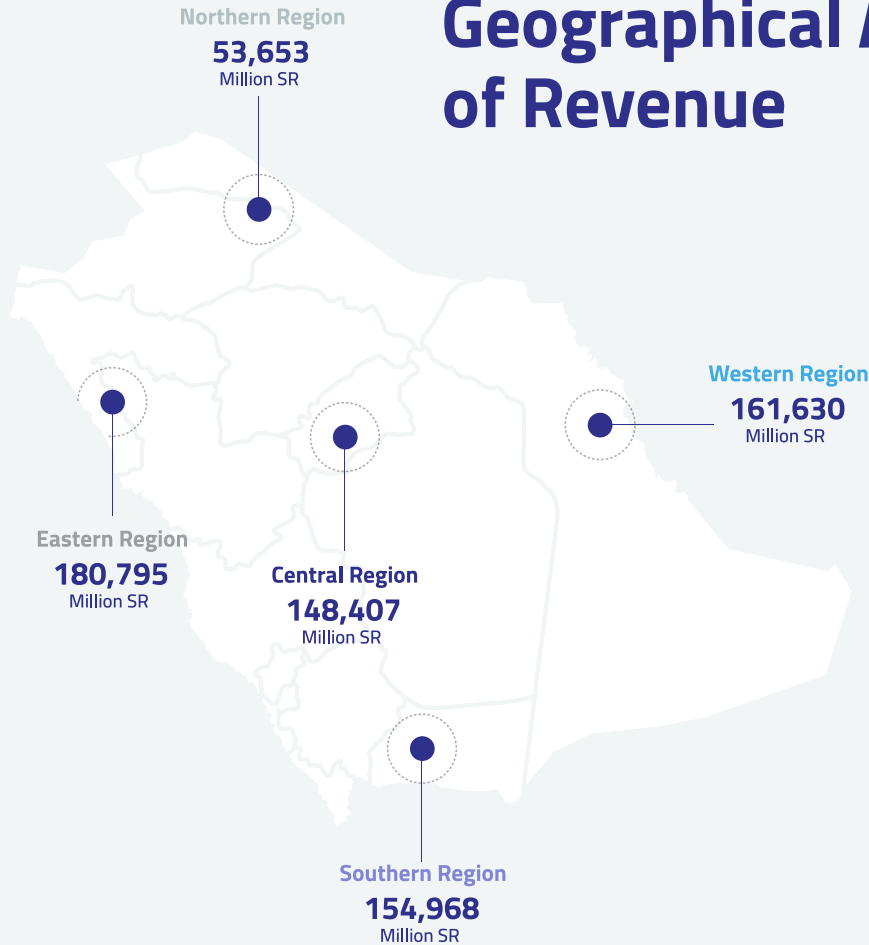 Geographical A
of Revenue
Northern Region
53,653
Million SR
Western Region
161,630
Million SR
Eastern Region
180,795
Million SR
Central Region
148,407
Million SR
Southern Region
154,968
Million SR